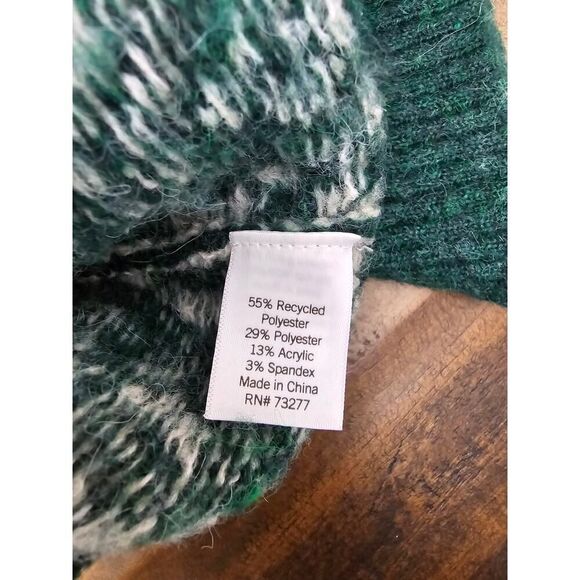 55% Recycled
Polyester
29% Polyester
13% Acrylic
3% Spandex
Made in China
RN# 73277